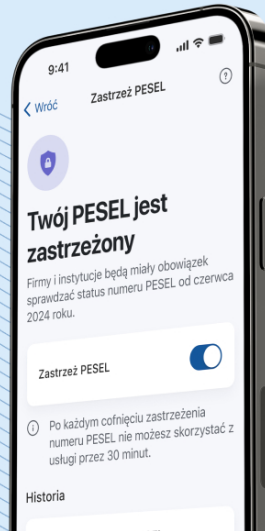 9:41
Wróć
Zastrzeż PESEL
Twój PESEL jest
zastrzeżony
Firmy i instytucje będą miały obowiązek
sprawdzać status numeru PESEL od czerwca
2024 roku.
Zastrzeż PESEL
Po każdym cofnięciu zastrzeżenia
numeru PESEL nie możesz skorzystać z
usługi przez 30 minut.
Historia